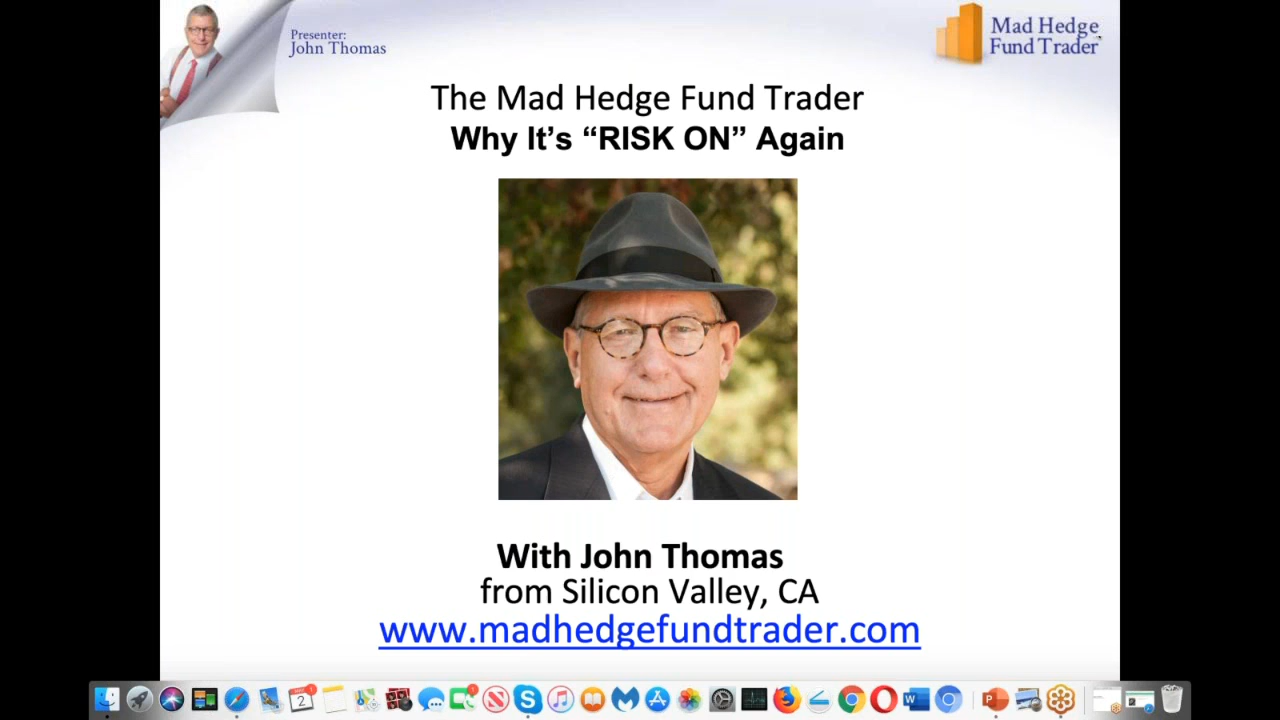 Presenter:
John Thomas
Mad Hedge
Fund Trader
The Mad Hedge Fund Trader
Why It’s “RISK ON” Again
With John Thomas
from Silicon Valley, CA
www.madhedgefundtrader.com
2